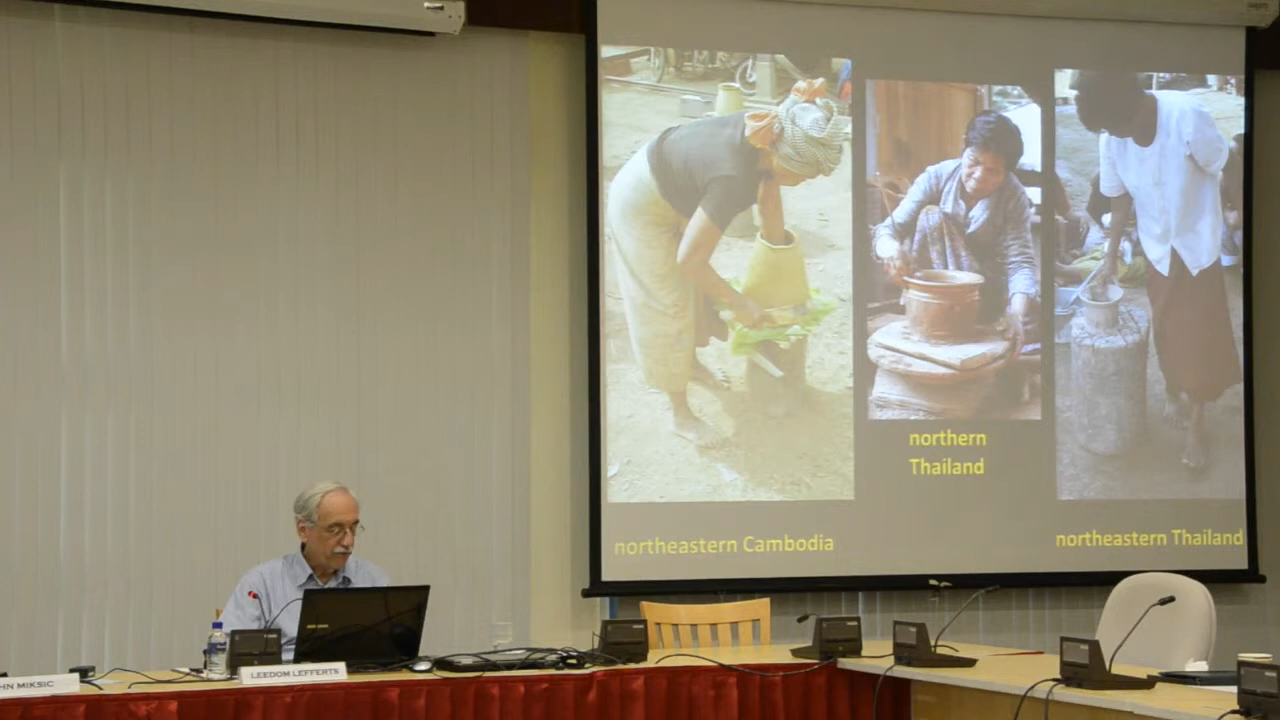 northern
Thailand
northeastern Cambodia
northeastern Thailand
HN MIKSIC
LEEDOM LEFFERTS